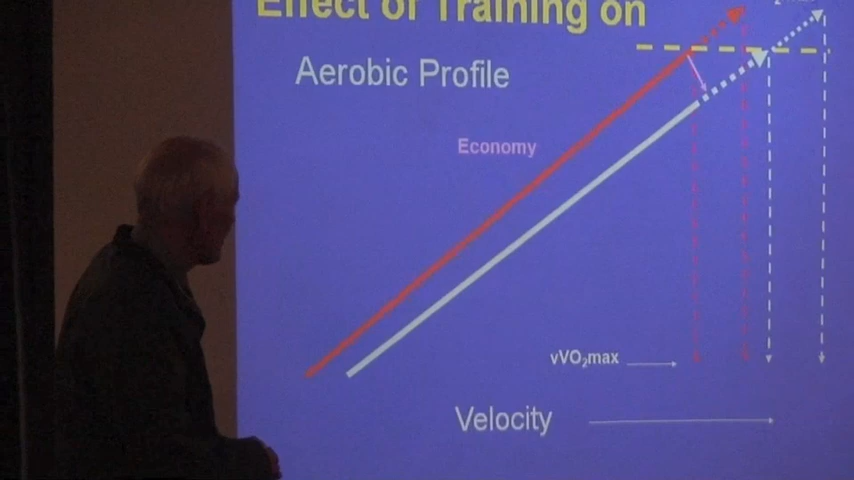 Effect of Training on
Aerobic Profile
Economy
vVO₂max
Velocity